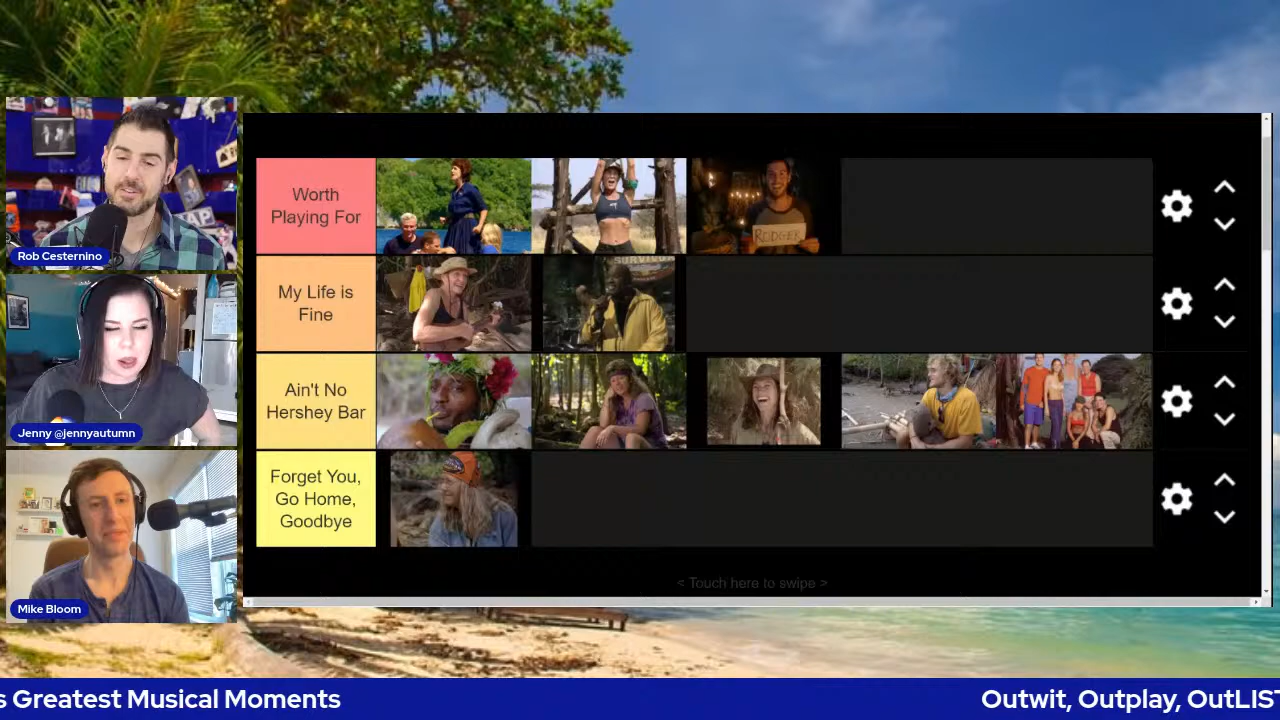 Rob Cesternino
Jenny @jennyautumn
Mike Bloom
Worth
Playing For
RODGER
My Life is
Fine
SURVIVOR
Ain't No
Hershey Bar
Forget You,
Go Home,
Goodbye
< Touch here to swipe >
s Greatest Musical Moments
Outwit, Outplay, OutLIST